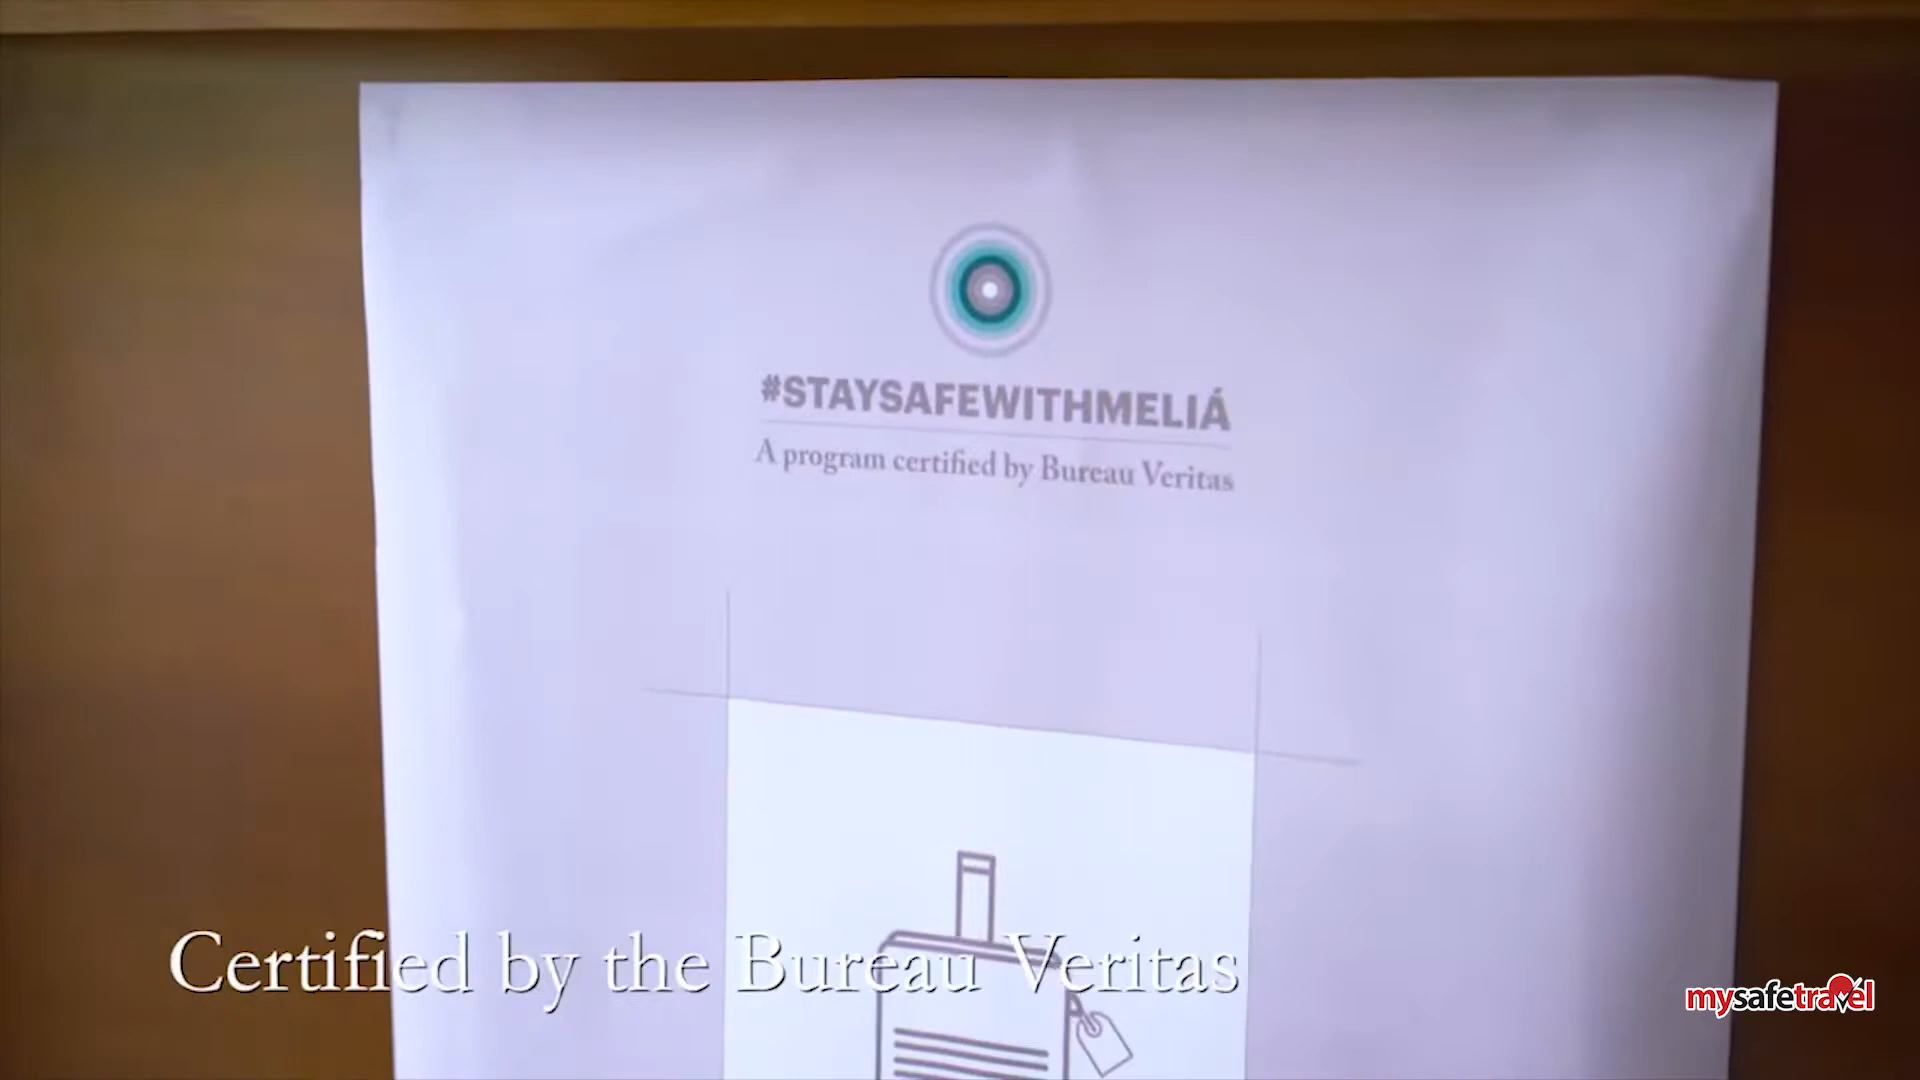 #STAYSAFEWITHMELIÁ
A program certified by Bureau Veritas
Certified by the Bureau Veritas
mysafetravel